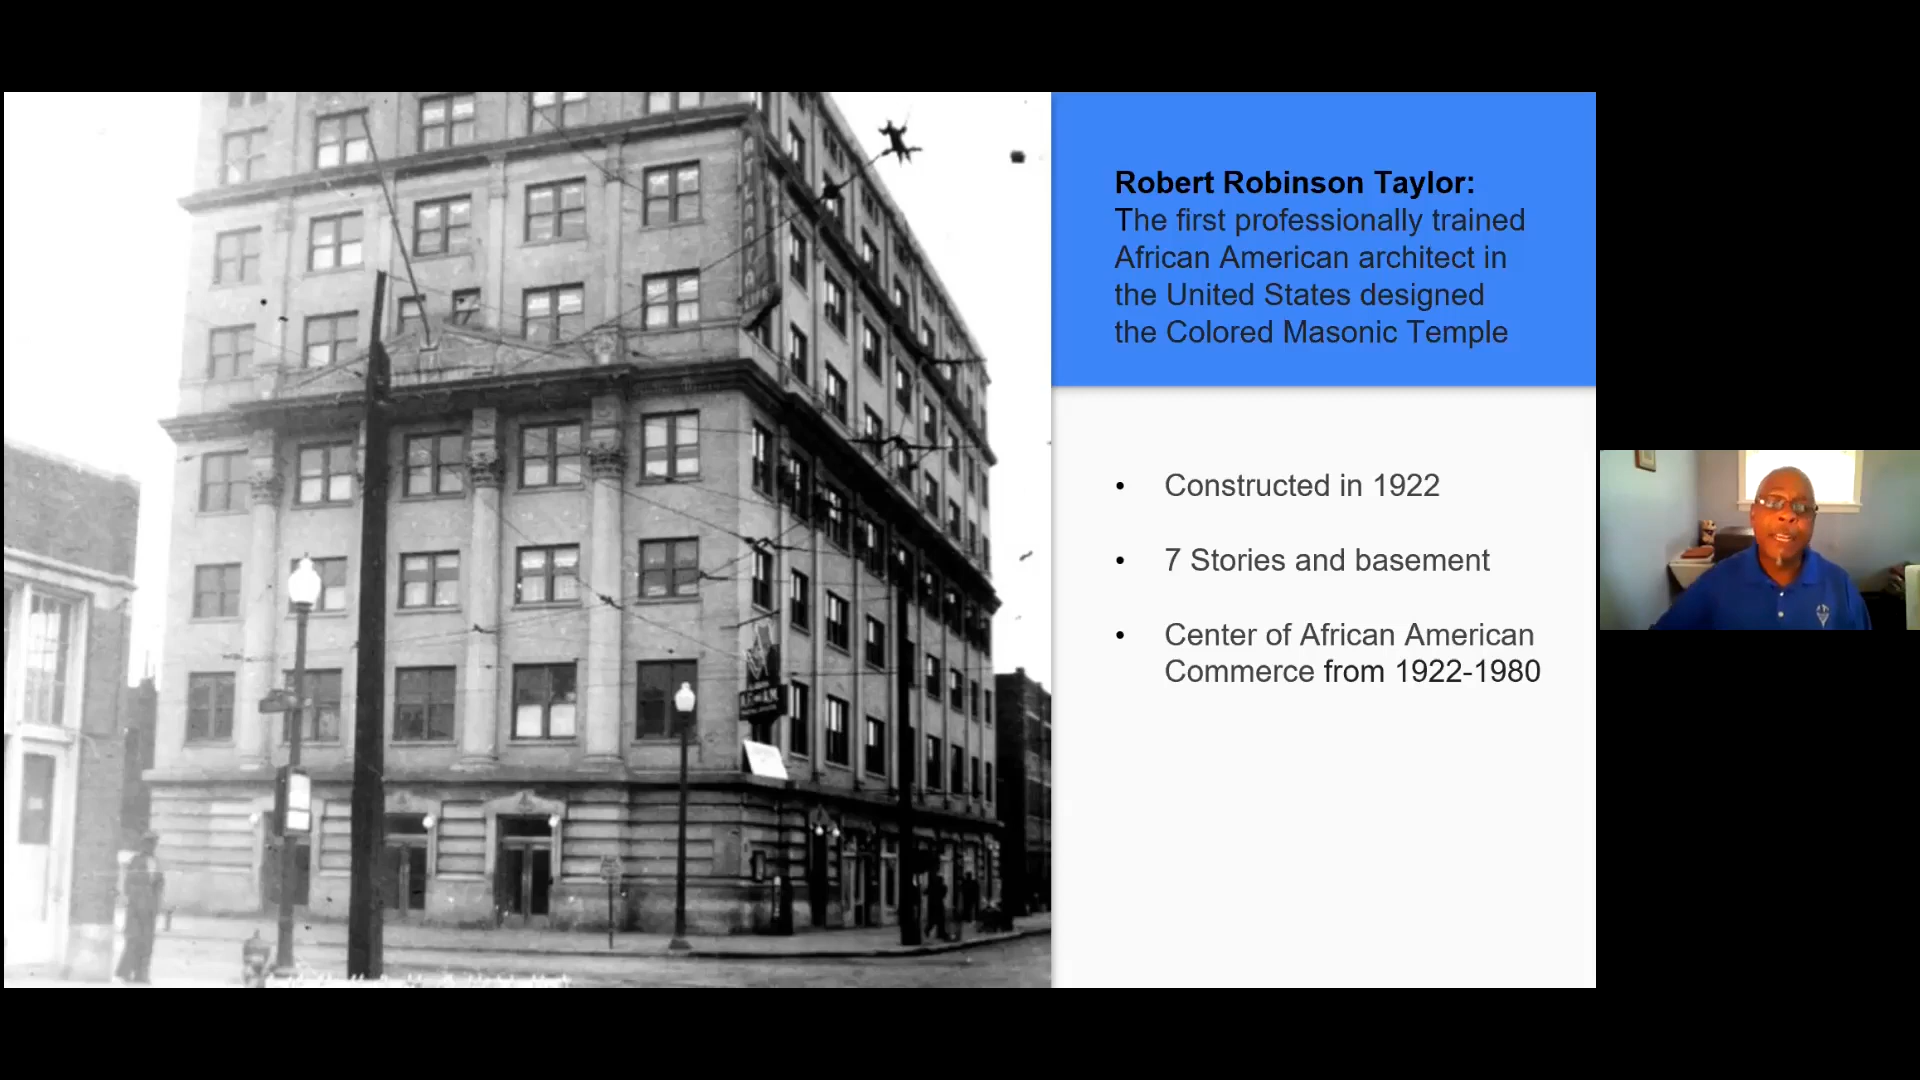 Robert Robinson Taylor:
The first professionally trained
African American architect in
the United States designed
the Colored Masonic Temple
• Constructed in 1922
• 7 Stories and basement
• Center of African American
Commerce from 1922-1980